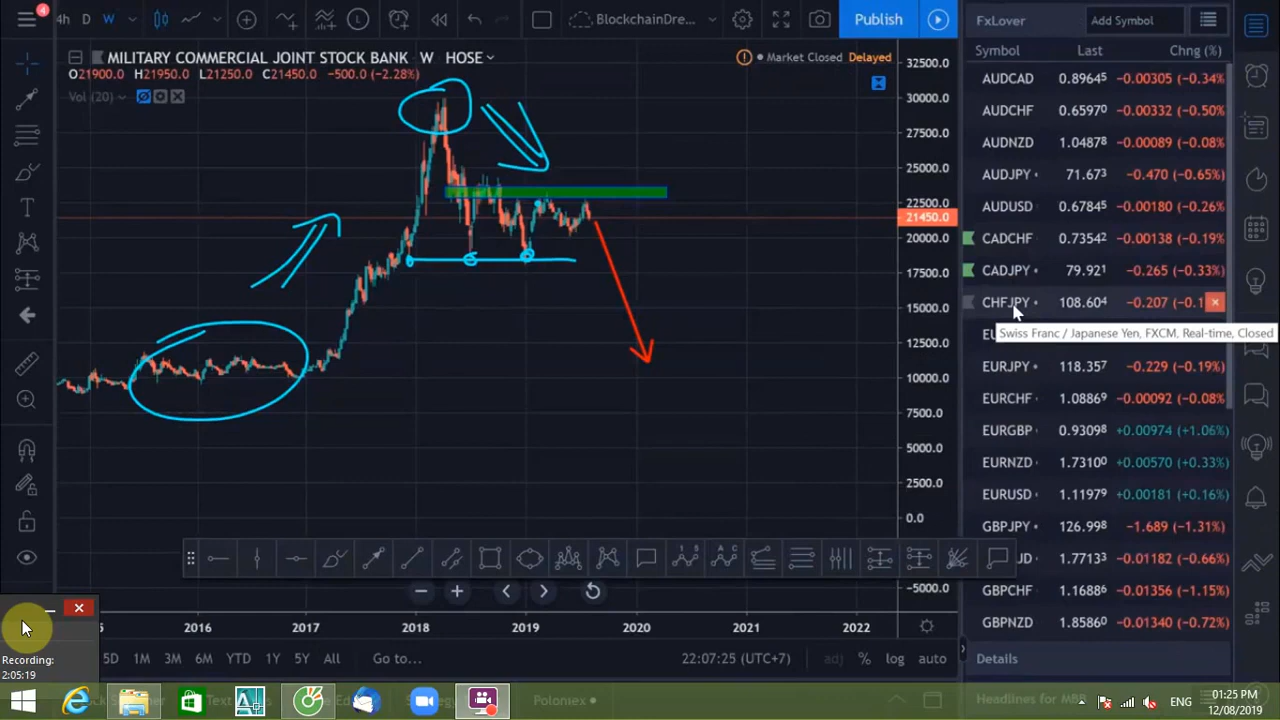 4
4h D W BlockchainDre... Publish
FxLover Add Symbol
MILITARY COMMERCIAL JOINT STOCK BANK W HOSE
Market Closed Delayed
O21900.0 H21950.0 L21250.0 C21450.0 -500.0 (-2.28%)
Vol (20)
32500.0
30000.0
27500.0
25000.0
22500.0
21450.0
20000.0
17500.0
15000.0
12500.0
10000.0
7500.0
5000.0
2500.0
0.0
-5000.0
Symbol Last Chng (%)
AUDCAD 0.89645 -0.00305 (-0.34%)
AUDCHF 0.65970 -0.00332 (-0.50%)
AUDNZD 1.04878 -0.00089 (-0.08%)
AUDJPY 71.673 -0.470 (-0.65%)
AUDUSD 0.67845 -0.00180 (-0.26%)
CADCHF 0.73542 -0.00138 (-0.19%)
CADJPY 79.921 -0.265 (-0.33%)
CHFJPY 108.604 -0.207 (-0.1
Swiss Franc / Japanese Yen, FXCM, Real-time, Closed
EURJPY 118.357 -0.229 (-0.19%)
EURCHF 1.08869 -0.00092 (-0.08%)
EURGBP 0.93098 +0.00974 (+1.06%)
EURNZD 1.73100 +0.00570 (+0.33%)
EURUSD 1.11979 +0.00181 (+0.16%)
GBPJPY 126.998 -1.689 (-1.31%)
1.77133 -0.01182 (-0.66%)
GBPCHF 1.16886 -0.01356 (-1.15%)
GBPNZD 1.85860 -0.01340 (-0.72%)
2016 2017 2018 2019 2020 2021 2022
5D 1M 3M 6M YTD 1Y 5Y All Go to... 22:07:25 (UTC+7) adj % log auto
Details
Headlines for MBB
Recording:
2:05:19
Poloniex
ENG
01:25 PM
12/08/2019